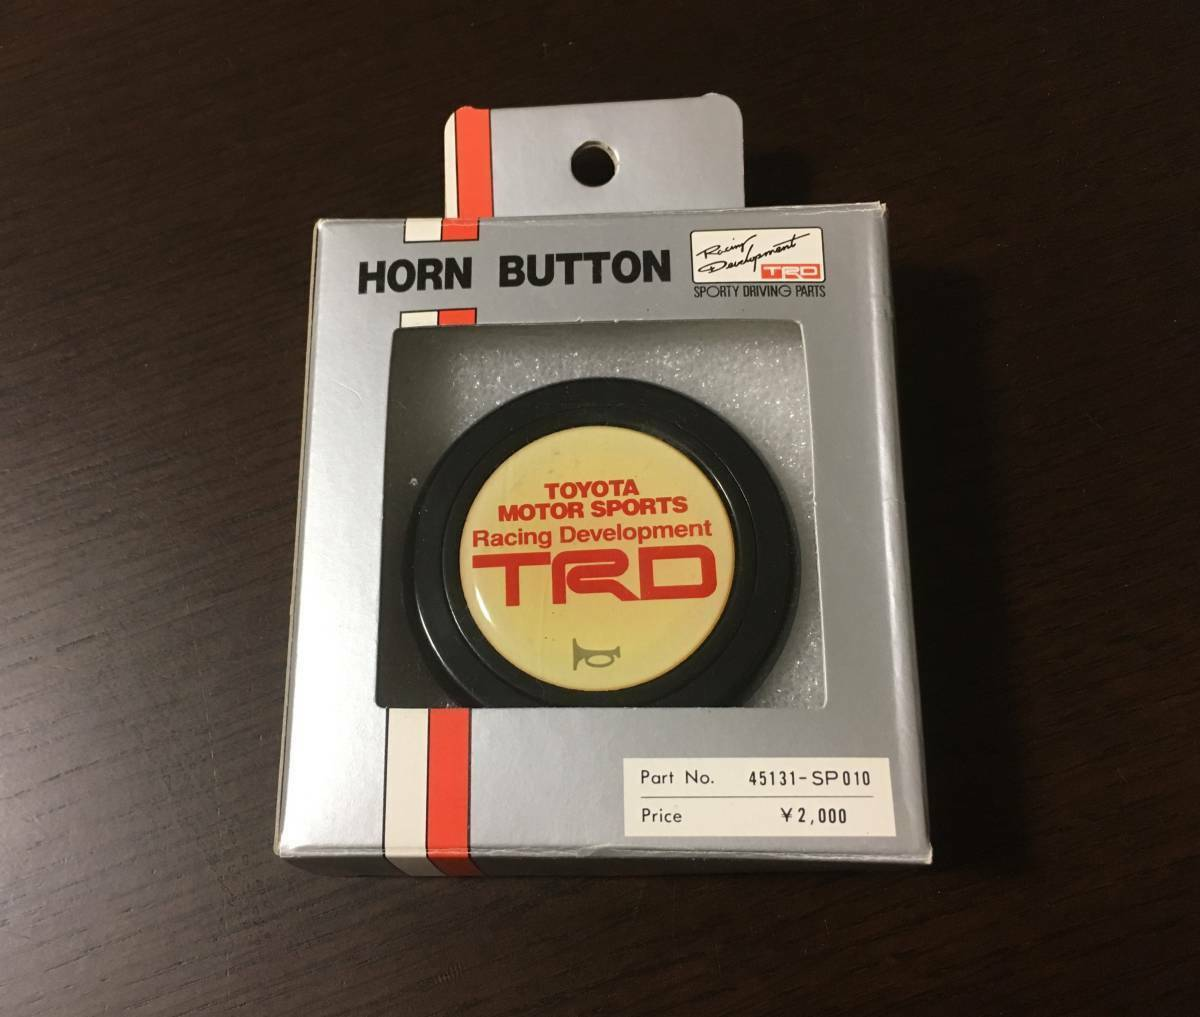 HORN BUTTON
Racing
Development
TRD
SPORTY DRIVING PARTS
TOYOTA
MOTOR SPORTS
Racing Development
TRD
Part No. 45131-SP010
Price ¥2,000